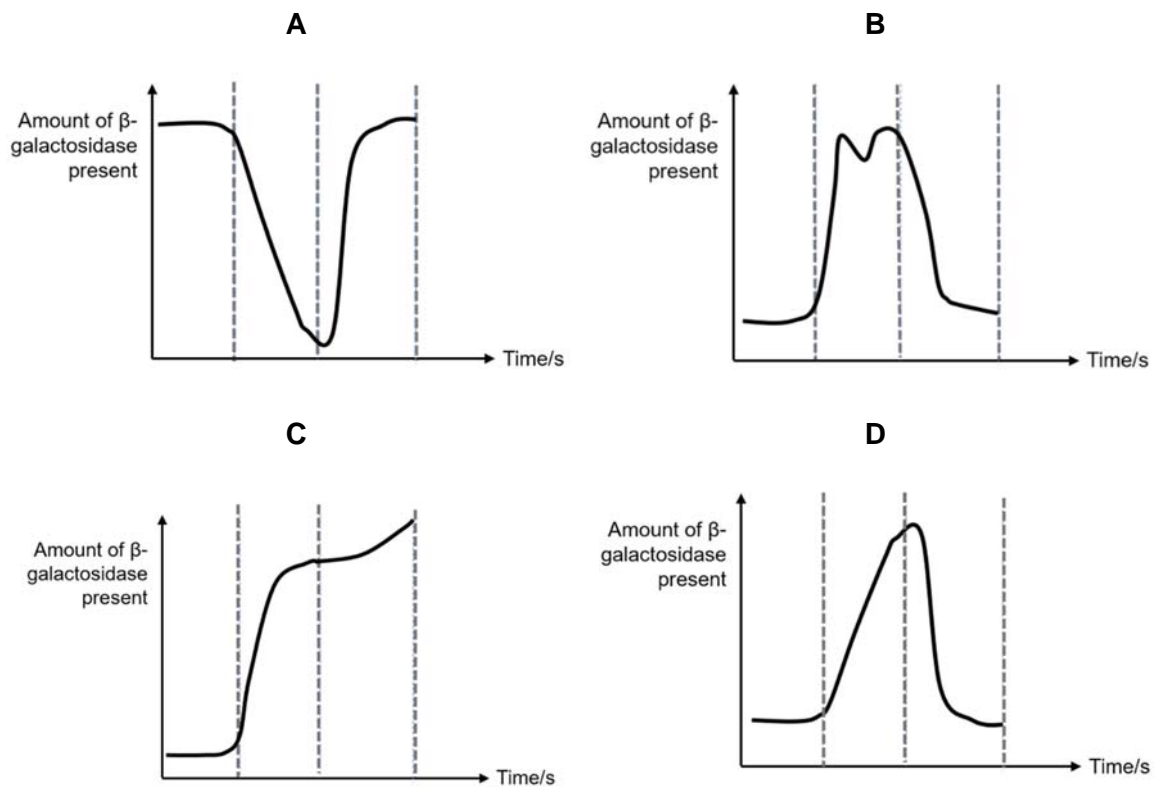 A
B
Amount of β-
galactosidase
present
Time/s
Amount of β-
galactosidase
present
Time/s
C
D
Amount of β-
galactosidase
present
Time/s
Amount of β-
galactosidase
present
Time/s